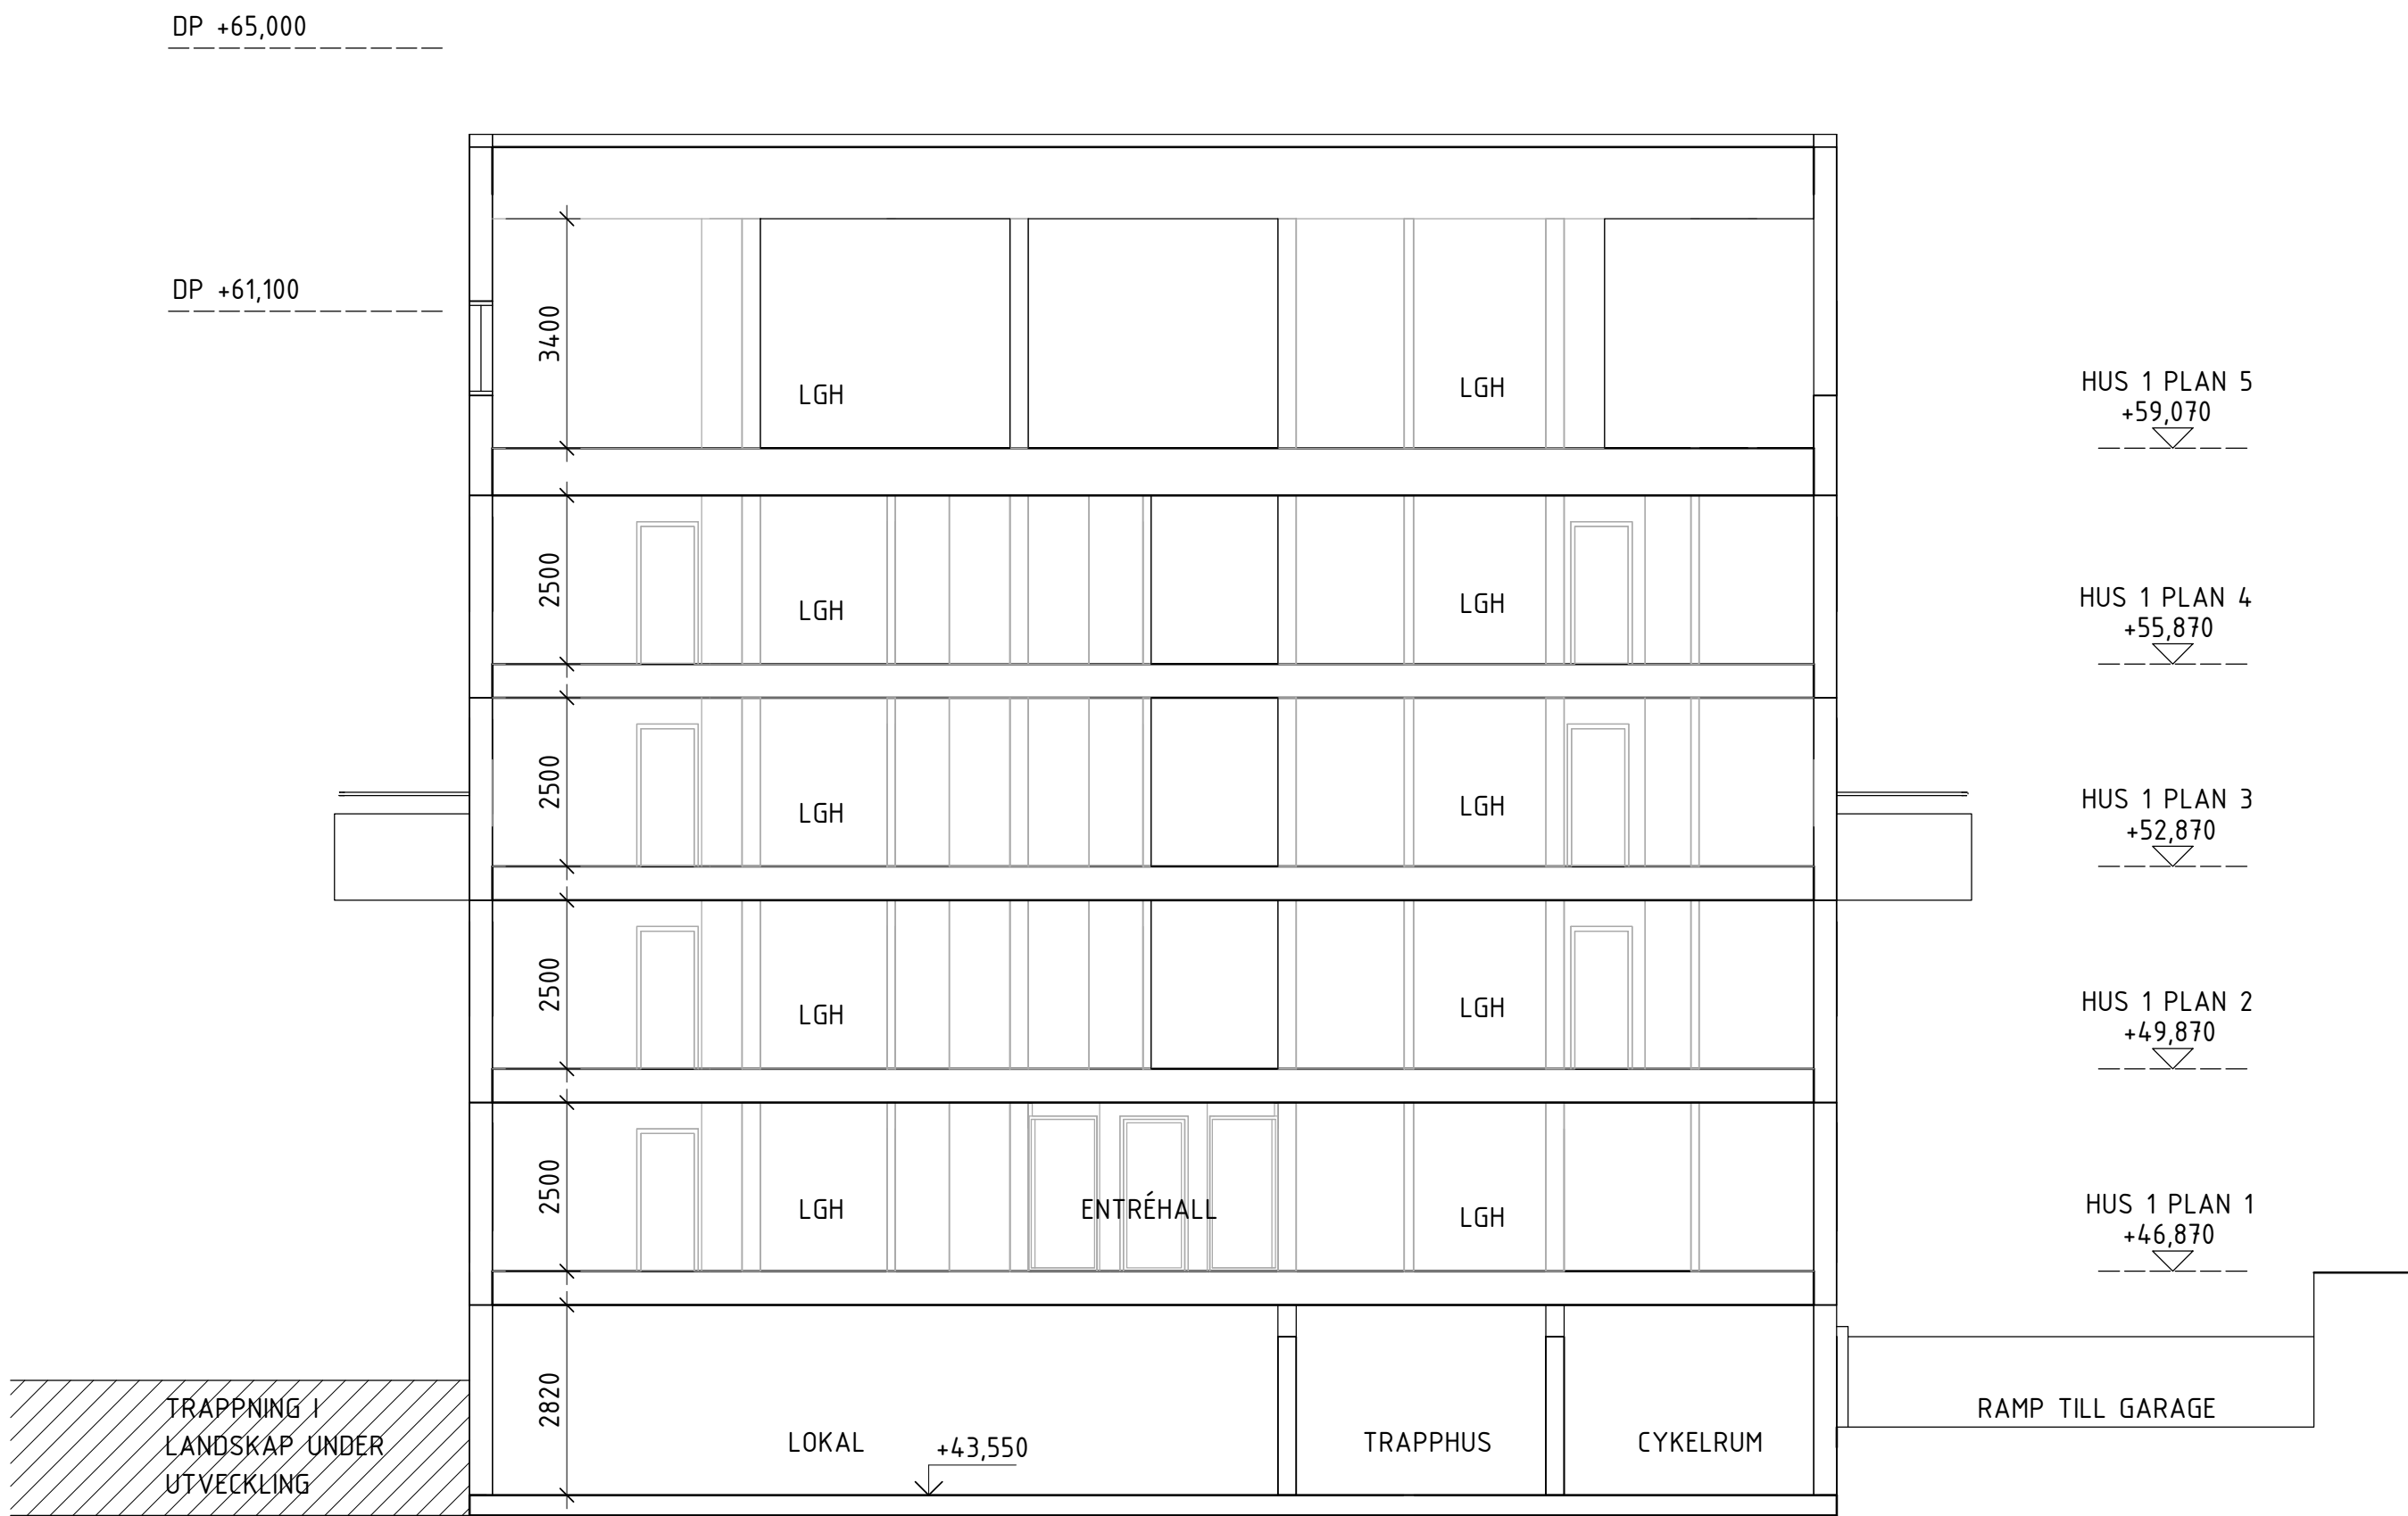 DP +65,000
DP +61,100
3400
LGH
LGH
HUS 1 PLAN 5
+59,070
2500
LGH
LGH
HUS 1 PLAN 4
+55,870
2500
LGH
LGH
HUS 1 PLAN 3
+52,870
2500
LGH
LGH
HUS 1 PLAN 2
+49,870
2500
LGH
ENTRÉHALL
LGH
HUS 1 PLAN 1
+46,870
2820
TRAPPNING I
LANDSKAP UNDER
UTVECKLING
LOKAL
+43,550
TRAPPHUS
CYKELRUM
RAMP TILL GARAGE